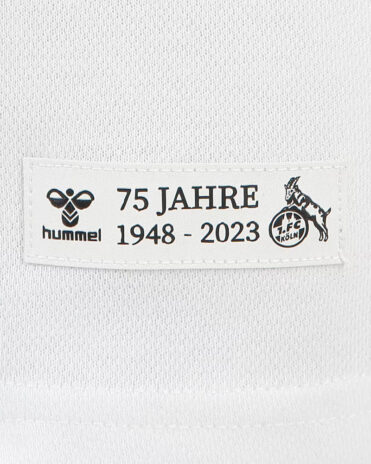 75 JAHRE
1948 - 2023
hummel
1.FC
KÖLN